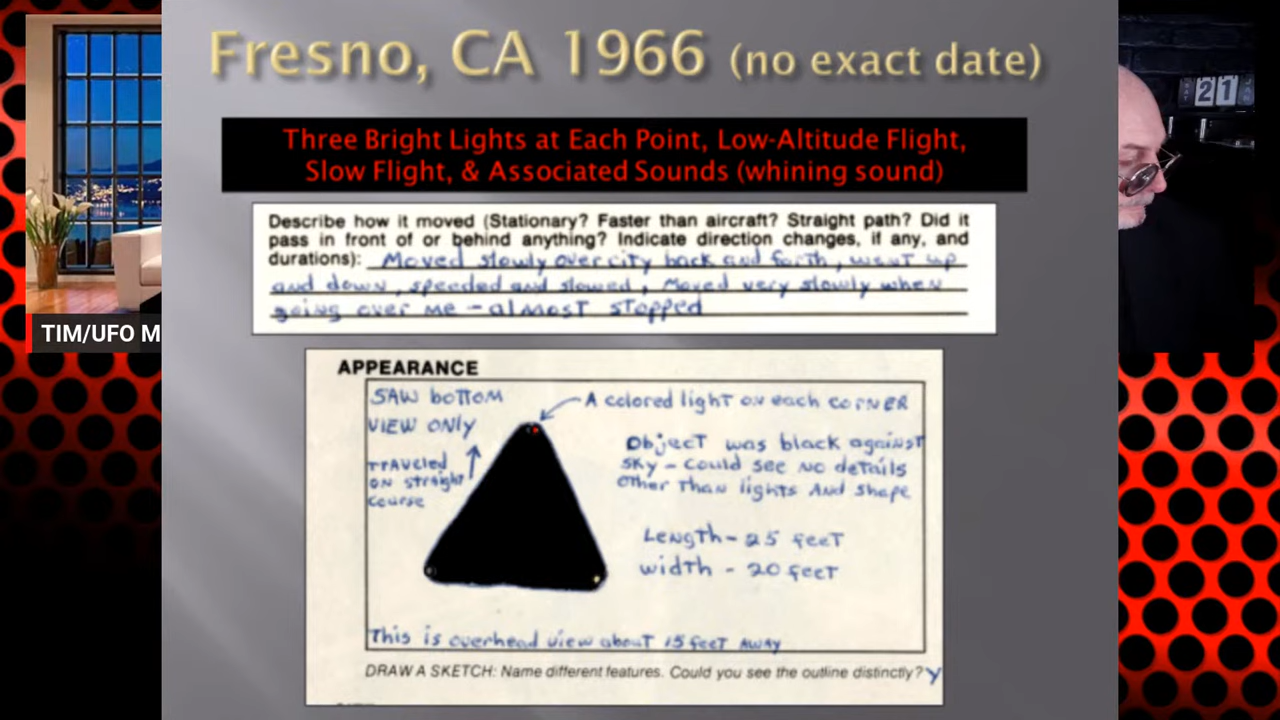 Fresno, CA 1966 (no exact date)
Three Bright Lights at Each Point, Low-Altitude Flight,
Slow Flight, & Associated Sounds (whining sound)
Describe how it moved (Stationary? Faster than aircraft? Straight path? Did it
pass in front of or behind anything? Indicate direction changes, if any, and
durations): Moved slowly over city back and forth, went up
and down, speeded and slowed, Moved very slowly when
going over me - almost stopped
APPEARANCE
SAW bottom
VIEW ONLY
TRAVELED
ON straight
course
A colored light on each CORNER
Object was black against
sky - Could see NO details
other Than lights And shape
Length - 25 feet
width - 20 feet
This is overhead view about 15 feet AWAY
DRAW A SKETCH: Name different features. Could you see the outline distinctly? Y
TIM/UFO M
21